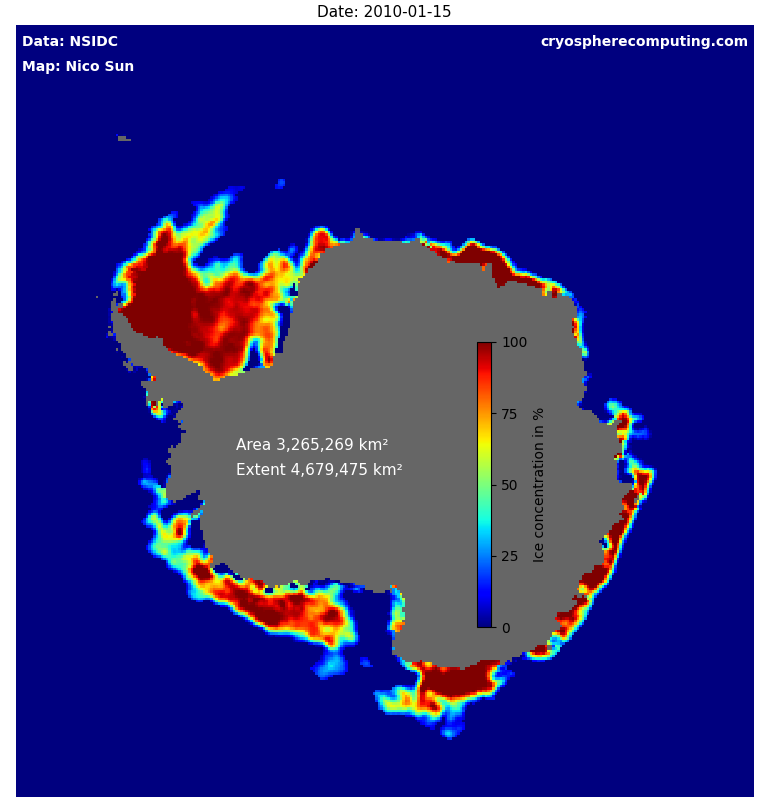 Date: 2010-01-15
Data: NSIDC
cryospherecomputing.com
Map: Nico Sun
100
75
50
25
0
Ice concentration in %
Area 3,265,269 km²
Extent 4,679,475 km²